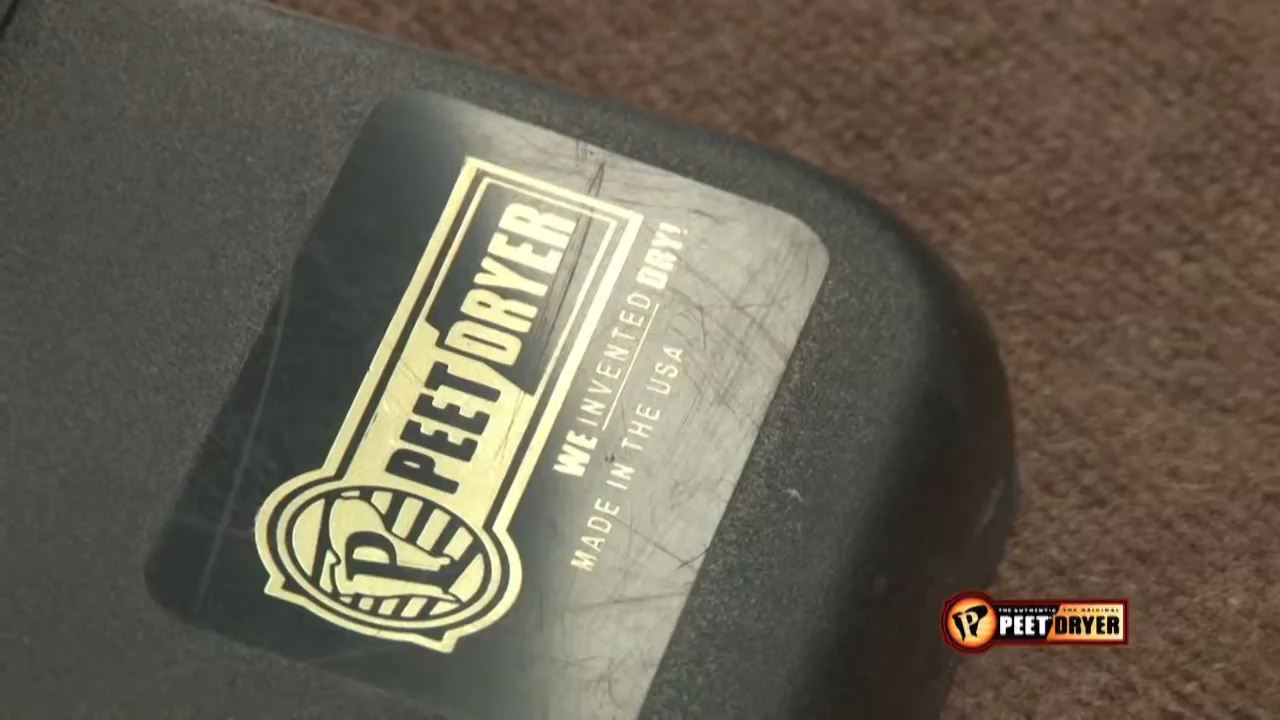 P
PEET DRYER
WE INVENTED DRY!
MADE IN THE USA
P
THE AUTHENTIC THE ORIGINAL
PEET DRYER